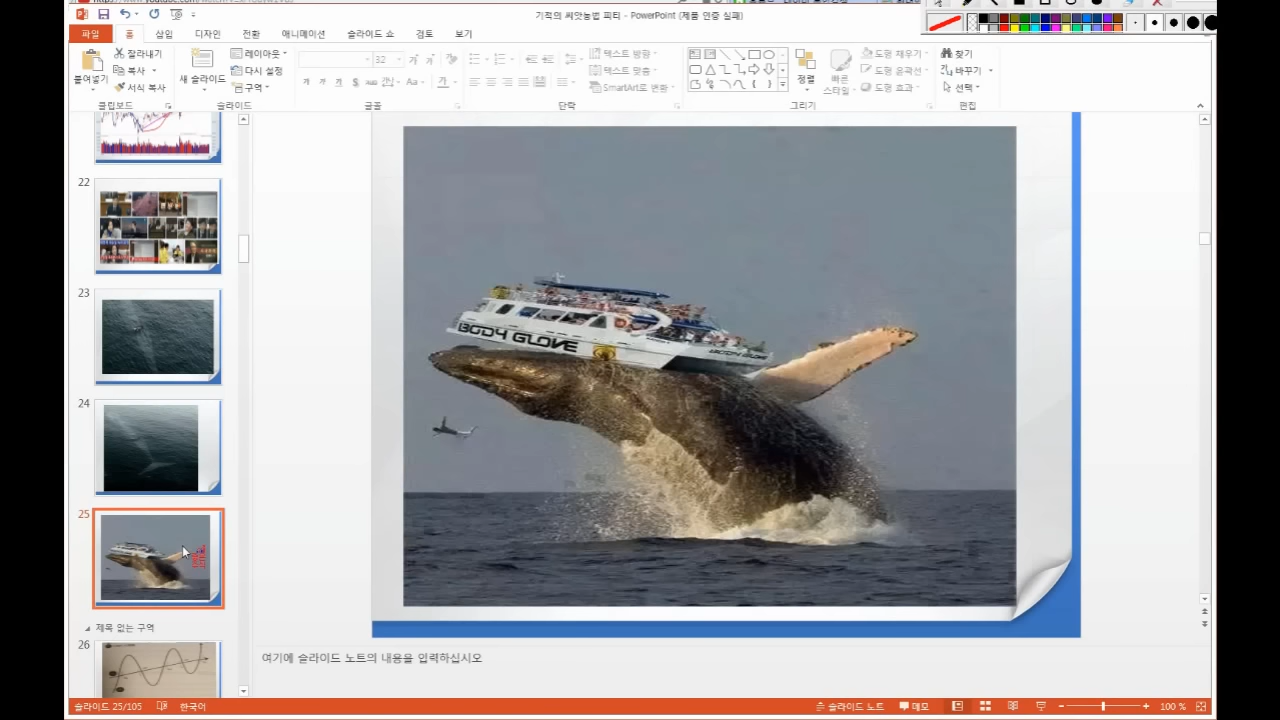 기적의 씨앗농법 피터 - PowerPoint (제품 인증 실패)
파일 홈 삽입 디자인 전환 애니메이션 슬라이드 쇼 검토 보기
붙여넣기
잘라내기
복사
서식 복사
클립보드
새 슬라이드
레이아웃
다시 설정
구역
슬라이드
32
글꼴
텍스트 방향
텍스트 맞춤
SmartArt로 변환
단락
정렬
빠른 스타일
도형 채우기
도형 윤곽선
도형 효과
그리기
찾기
바꾸기
선택
편집
22
23
24
25
제목 없는 구역
26
BODY GLOVE
BODY GLOVE
여기에 슬라이드 노트의 내용을 입력하십시오
슬라이드 25/105 한국어 슬라이드 노트 메모 100 %